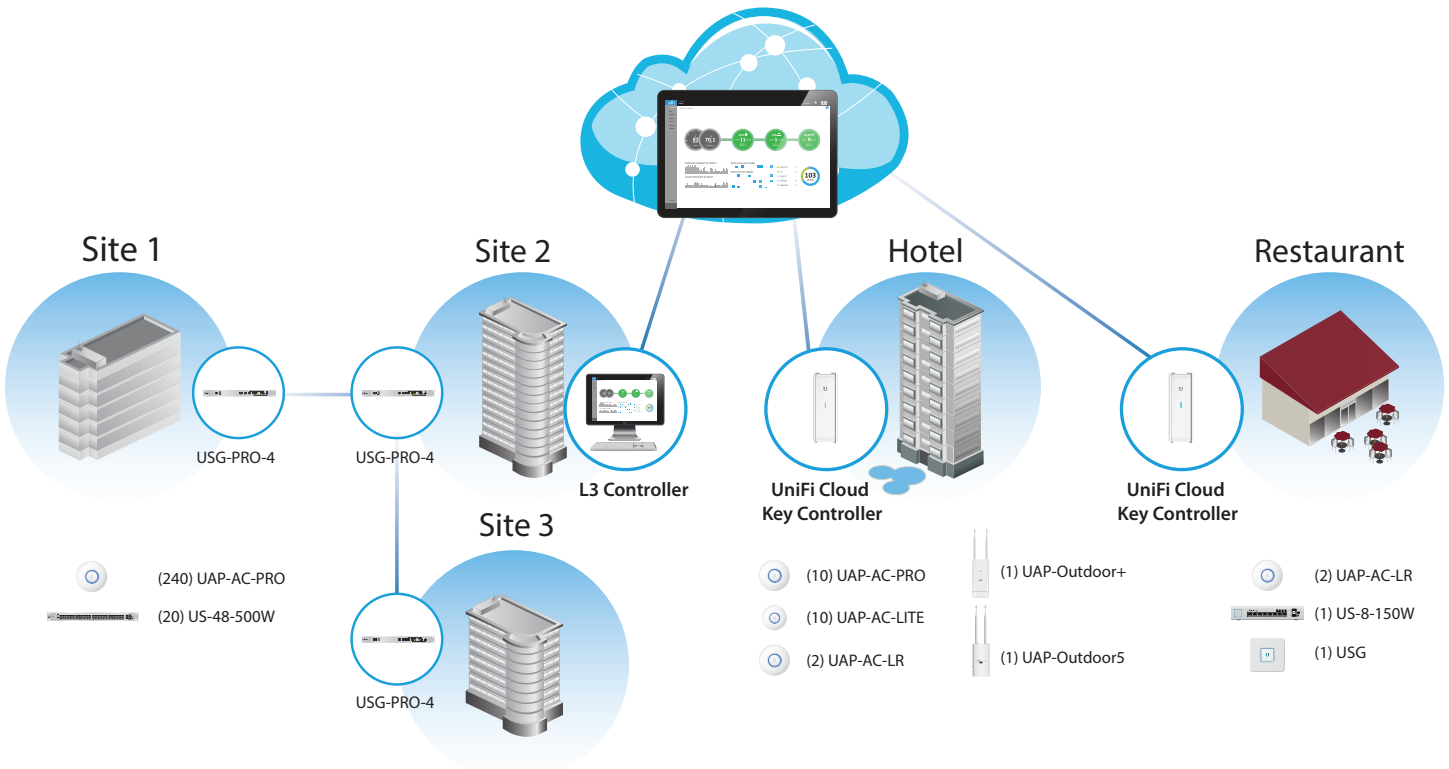 103
Site 1
Site 2
Hotel
Restaurant
USG-PRO-4
USG-PRO-4
L3 Controller
UniFi Cloud
Key Controller
UniFi Cloud
Key Controller
Site 3
USG-PRO-4
(240) UAP-AC-PRO
(20) US-48-500W
(10) UAP-AC-PRO
(10) UAP-AC-LITE
(2) UAP-AC-LR
(1) UAP-Outdoor+
(1) UAP-Outdoor5
(2) UAP-AC-LR
(1) US-8-150W
(1) USG